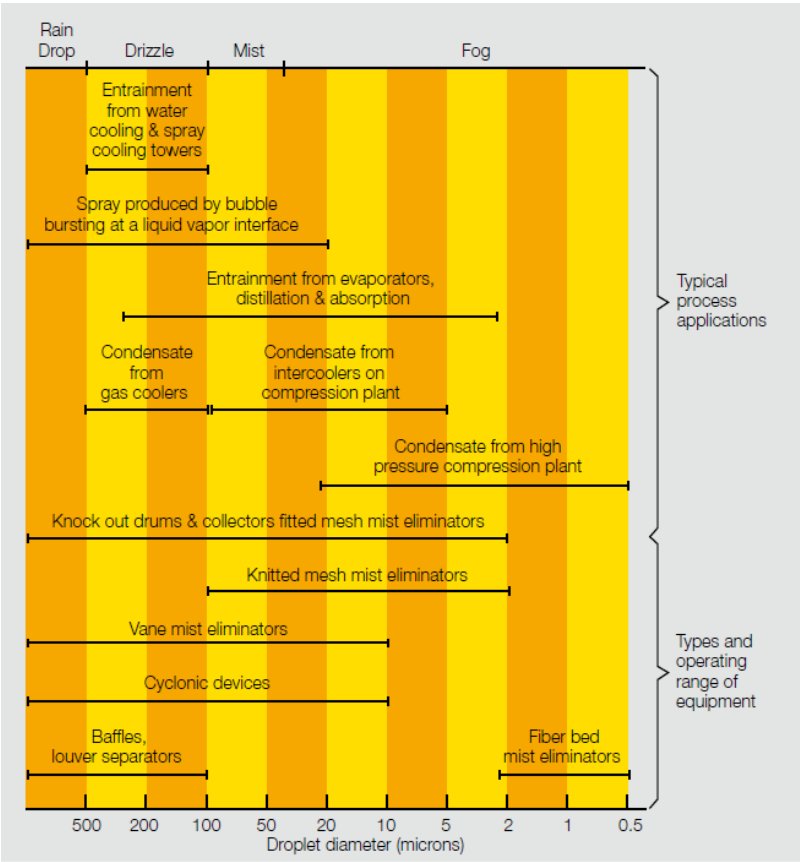 Rain
Drop
Drizzle
Mist
Fog
Entrainment
from water
cooling & spray
cooling towers
Spray produced by bubble
bursting at a liquid vapor interface
Entrainment from evaporators,
distillation & absorption
Typical
process
applications
Condensate
from
gas coolers
Condensate from
intercoolers on
compression plant
Condensate from high
pressure compression plant
Knock out drums & collectors fitted mesh mist eliminators
Knitted mesh mist eliminators
Vane mist eliminators
Types and
operating
range of
equipment
Cyclonic devices
Baffles,
louver separators
Fiber bed
mist eliminators
500 200 100 50 20 10 5 2 1 0.5
Droplet diameter (microns)